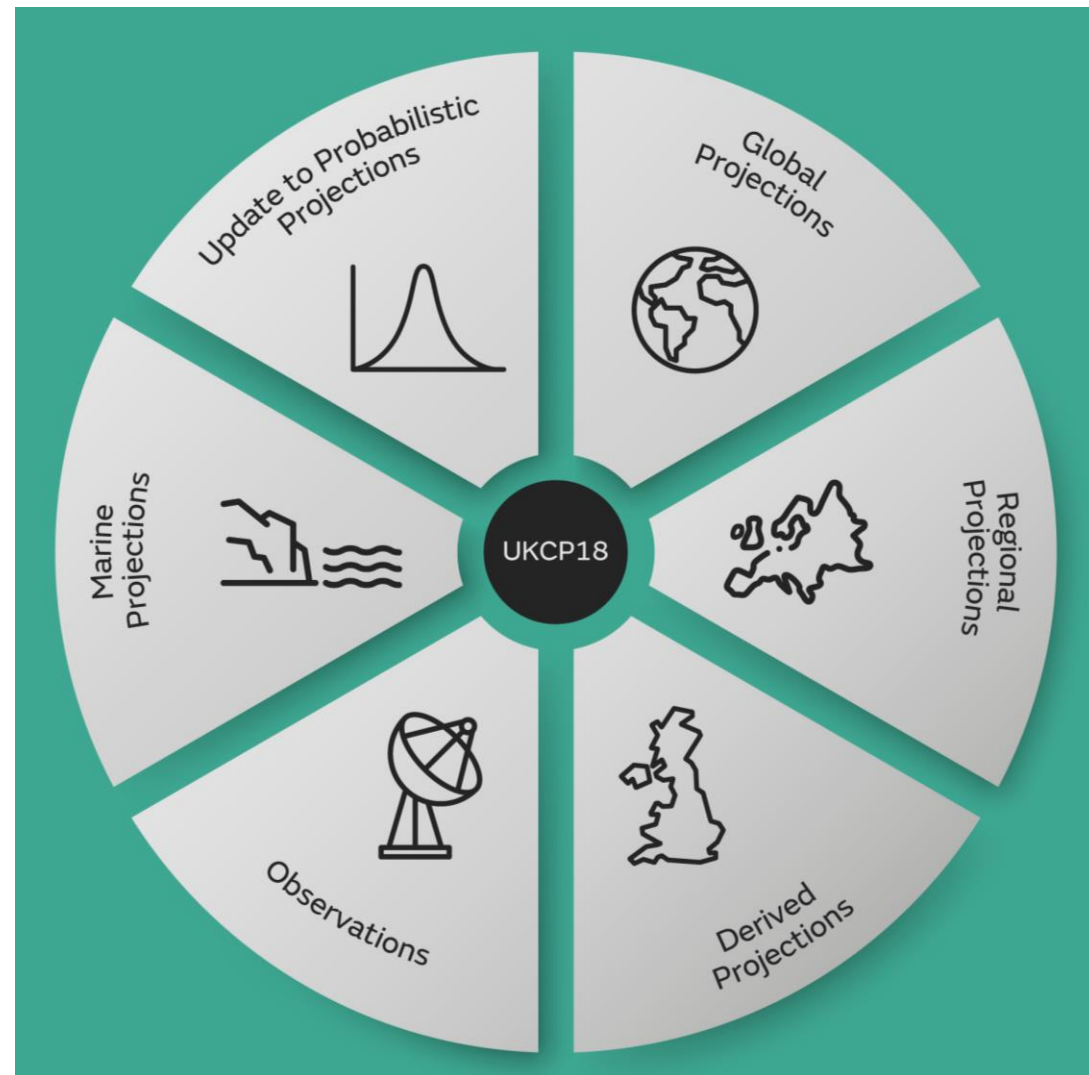 Update to Probabilistic
Projections
Global
Projections
Regional
Projections
Derived
Projections
Observations
Marine
Projections
UKCP18